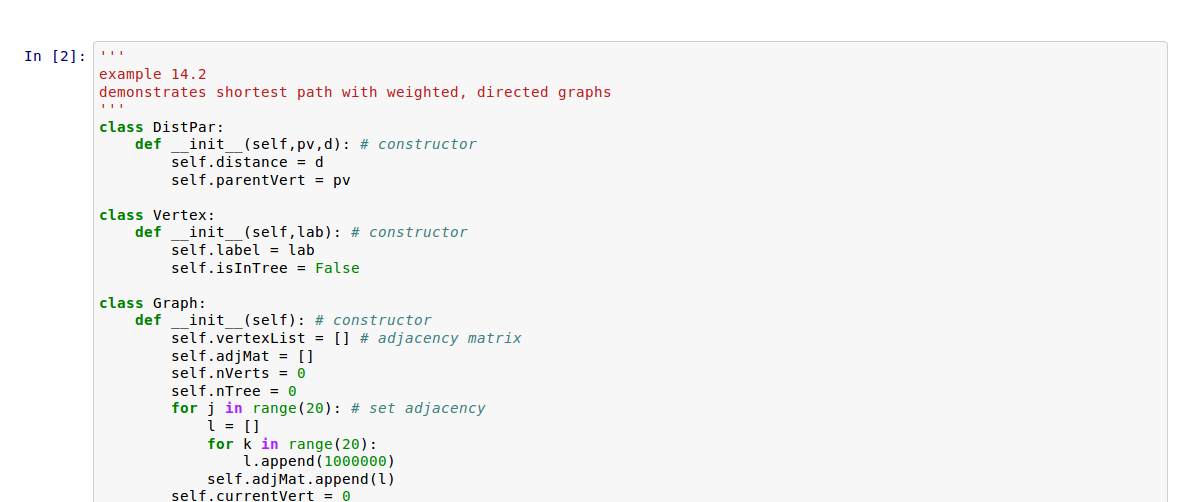 In [2]: '''
example 14.2
demonstrates shortest path with weighted, directed graphs
'''
class DistPar:
    def __init__(self,pv,d): # constructor
        self.distance = d
        self.parentVert = pv

class Vertex:
    def __init__(self,lab): # constructor
        self.label = lab
        self.isInTree = False

class Graph:
    def __init__(self): # constructor
        self.vertexList = [] # adjacency matrix
        self.adjMat = []
        self.nVerts = 0
        self.nTree = 0
        for j in range(20): # set adjacency
            l = []
            for k in range(20):
                l.append(1000000)
            self.adjMat.append(l)
        self.currentVert = 0